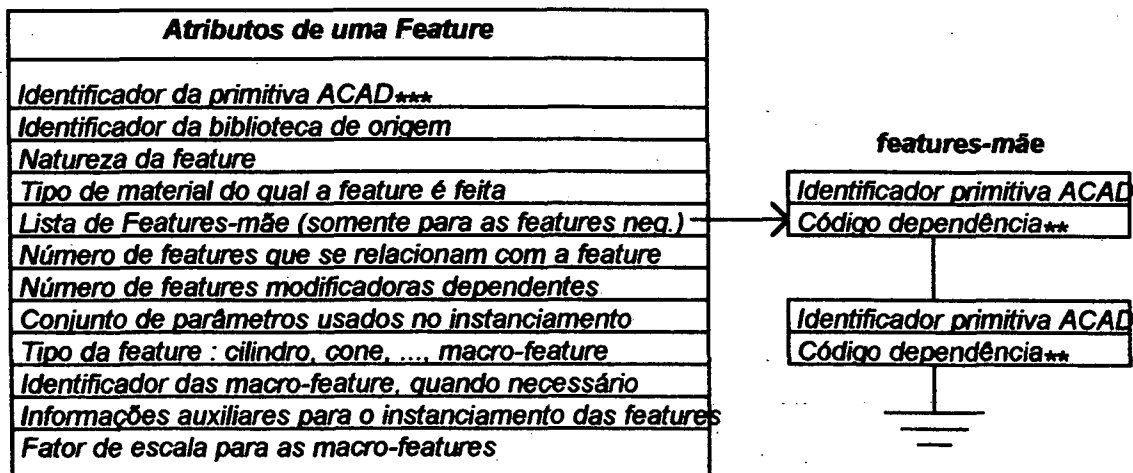 Atributos de uma Feature
Identificador da primitiva ACAD***
Identificador da biblioteca de origem
Natureza da feature
Tipo de material do qual a feature é feita
Lista de Features-mãe (somente para as features neg.)
Número de features que se relacionam com a feature
Número de features modificadoras dependentes
Conjunto de parâmetros usados no instanciamento
Tipo da feature : cilindro, cone, ..., macro-feature
Identificador das macro-feature, quando necessário
Informações auxiliares para o instanciamento das features
Fator de escala para as macro-features
features-mãe
Identificador primitiva ACAD
Código dependência**
Identificador primitiva ACAD
Código dependência**